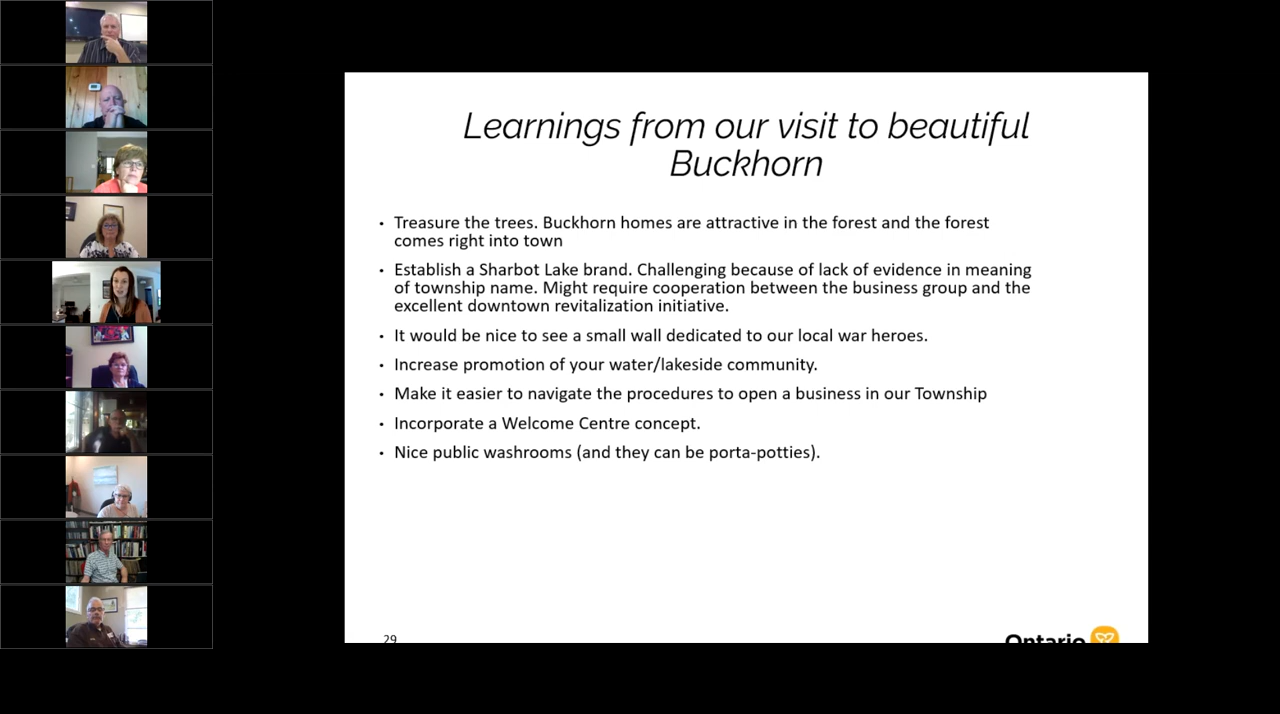 Learnings from our visit to beautiful
Buckhorn
• Treasure the trees. Buckhorn homes are attractive in the forest and the forest
comes right into town
• Establish a Sharbot Lake brand. Challenging because of lack of evidence in meaning
of township name. Might require cooperation between the business group and the
excellent downtown revitalization initiative.
• It would be nice to see a small wall dedicated to our local war heroes.
• Increase promotion of your water/lakeside community.
• Make it easier to navigate the procedures to open a business in our Township
• Incorporate a Welcome Centre concept.
• Nice public washrooms (and they can be porta-potties).
29
Ontario